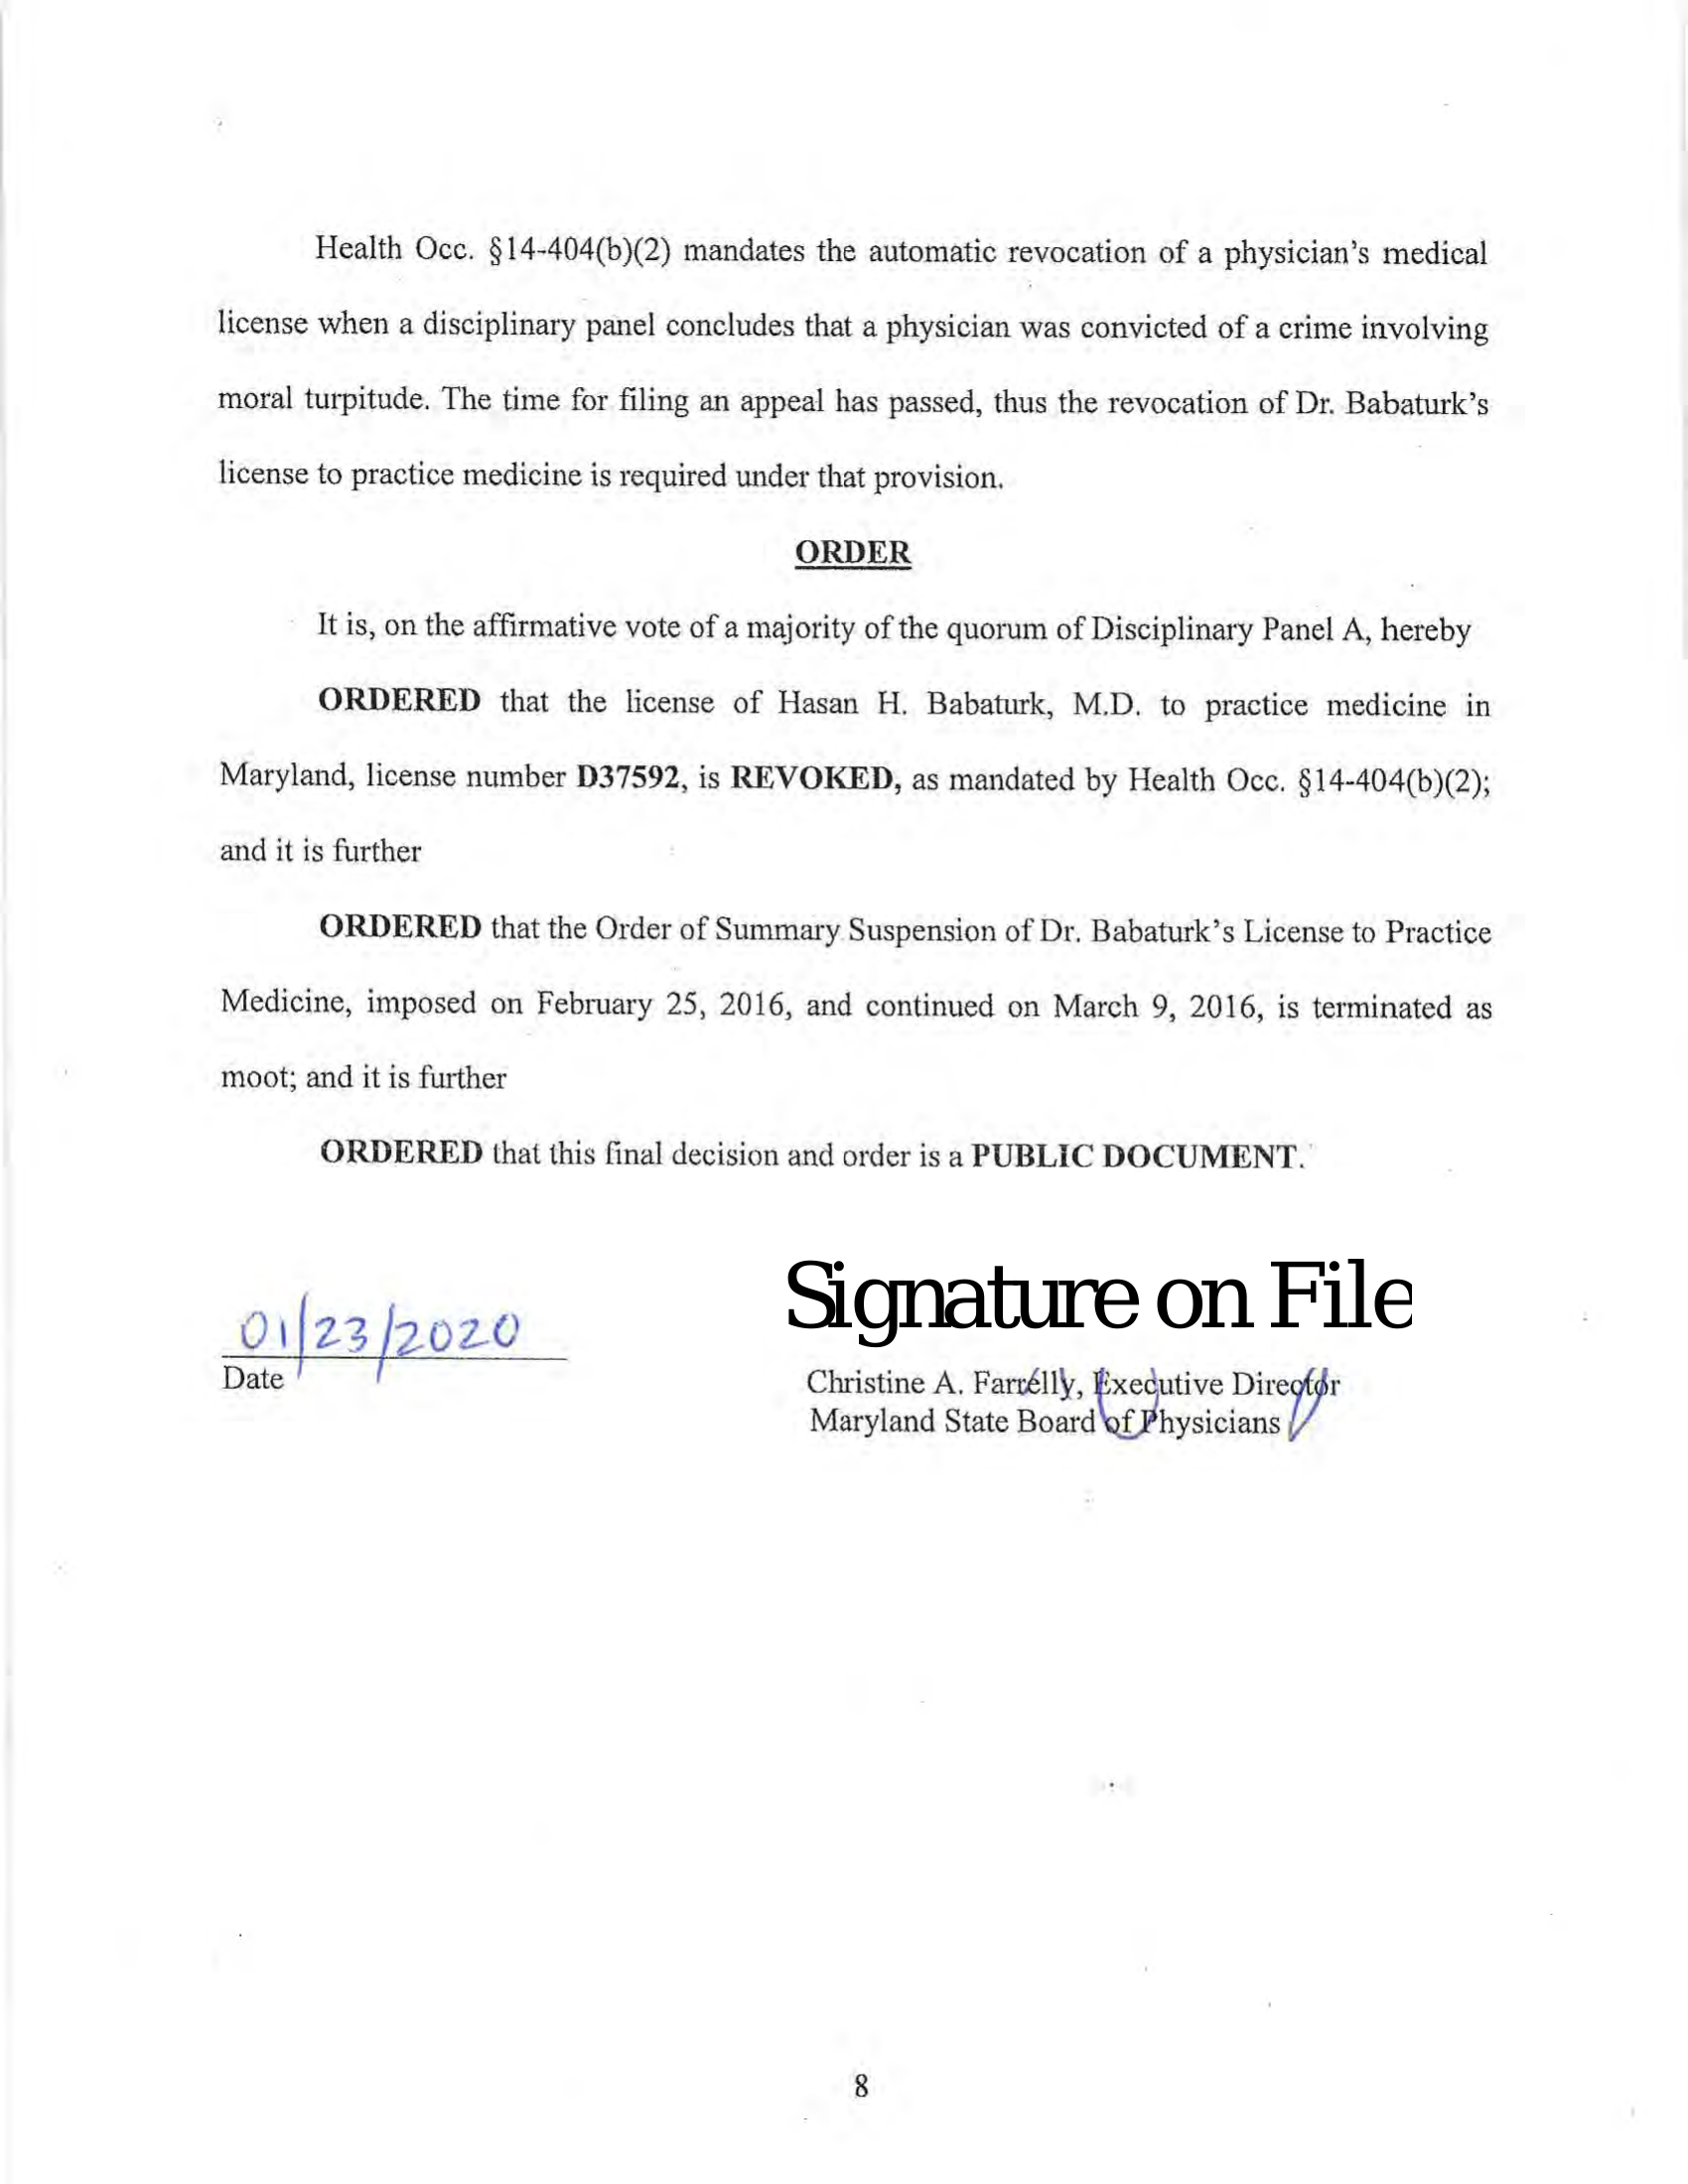 Health Occ. §14-404(b)(2) mandates the automatic revocation of a physician's medical
license when a disciplinary panel concludes that a physician was convicted of a crime involving
moral turpitude. The time for filing an appeal has passed, thus the revocation of Dr. Babaturk's
license to practice medicine is required under that provision.
ORDER
It is, on the affirmative vote of a majority of the quorum of Disciplinary Panel A, hereby
ORDERED that the license of Hasan H. Babaturk, M.D. to practice medicine in
Maryland, license number D37592, is REVOKED, as mandated by Health Occ. §14-404(b)(2);
and it is further
ORDERED that the Order of Summary Suspension of Dr. Babaturk's License to Practice
Medicine, imposed on February 25, 2016, and continued on March 9, 2016, is terminated as
moot; and it is further
ORDERED that this final decision and order is a PUBLIC DOCUMENT.
Signature on File
01/23/2020
Date
Christine A. Farrelly, Executive Director
Maryland State Board of Physicians
8